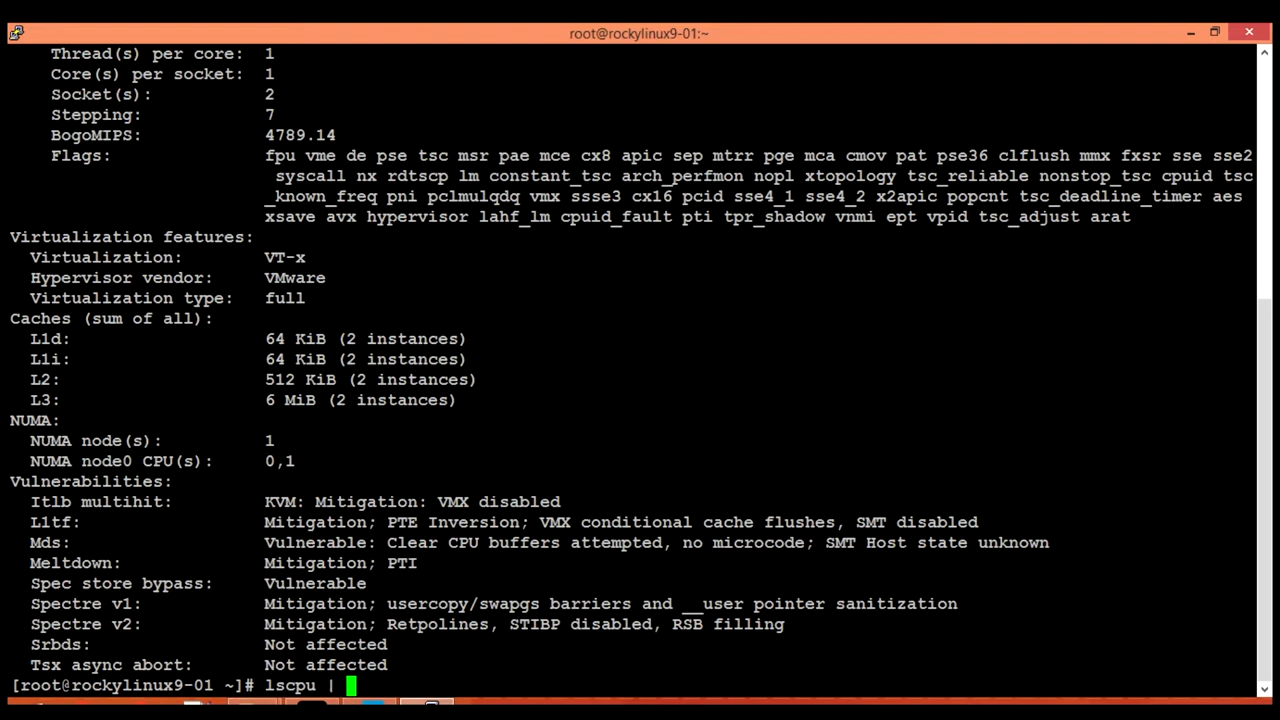 root@rockylinux9-01:~
Thread(s) per core: 1
Core(s) per socket: 1
Socket(s): 2
Stepping: 7
BogoMIPS: 4789.14
Flags: fpu vme de pse tsc msr pae mce cx8 apic sep mtrr pge mca cmov pat pse36 clflush mmx fxsr sse sse2
syscall nx rdtscp lm constant_tsc arch_perfmon nopl xtopology tsc_reliable nonstop_tsc cpuid tsc
_known_freq pni pclmulqdq vmx ssse3 cx16 pcid sse4_1 sse4_2 x2apic popcnt tsc_deadline_timer aes
xsave avx hypervisor lahf_lm cpuid_fault pti tpr_shadow vnmi ept vpid tsc_adjust arat
Virtualization features:
Virtualization: VT-x
Hypervisor vendor: VMware
Virtualization type: full
Caches (sum of all):
L1d: 64 KiB (2 instances)
L1i: 64 KiB (2 instances)
L2: 512 KiB (2 instances)
L3: 6 MiB (2 instances)
NUMA:
NUMA node(s): 1
NUMA node0 CPU(s): 0,1
Vulnerabilities:
Itlb multihit: KVM: Mitigation: VMX disabled
L1tf: Mitigation; PTE Inversion; VMX conditional cache flushes, SMT disabled
Mds: Vulnerable: Clear CPU buffers attempted, no microcode; SMT Host state unknown
Meltdown: Mitigation; PTI
Spec store bypass: Vulnerable
Spectre v1: Mitigation; usercopy/swapgs barriers and __user pointer sanitization
Spectre v2: Mitigation; Retpolines, STIBP disabled, RSB filling
Srbds: Not affected
Tsx async abort: Not affected
[root@rockylinux9-01 ~]# lscpu |